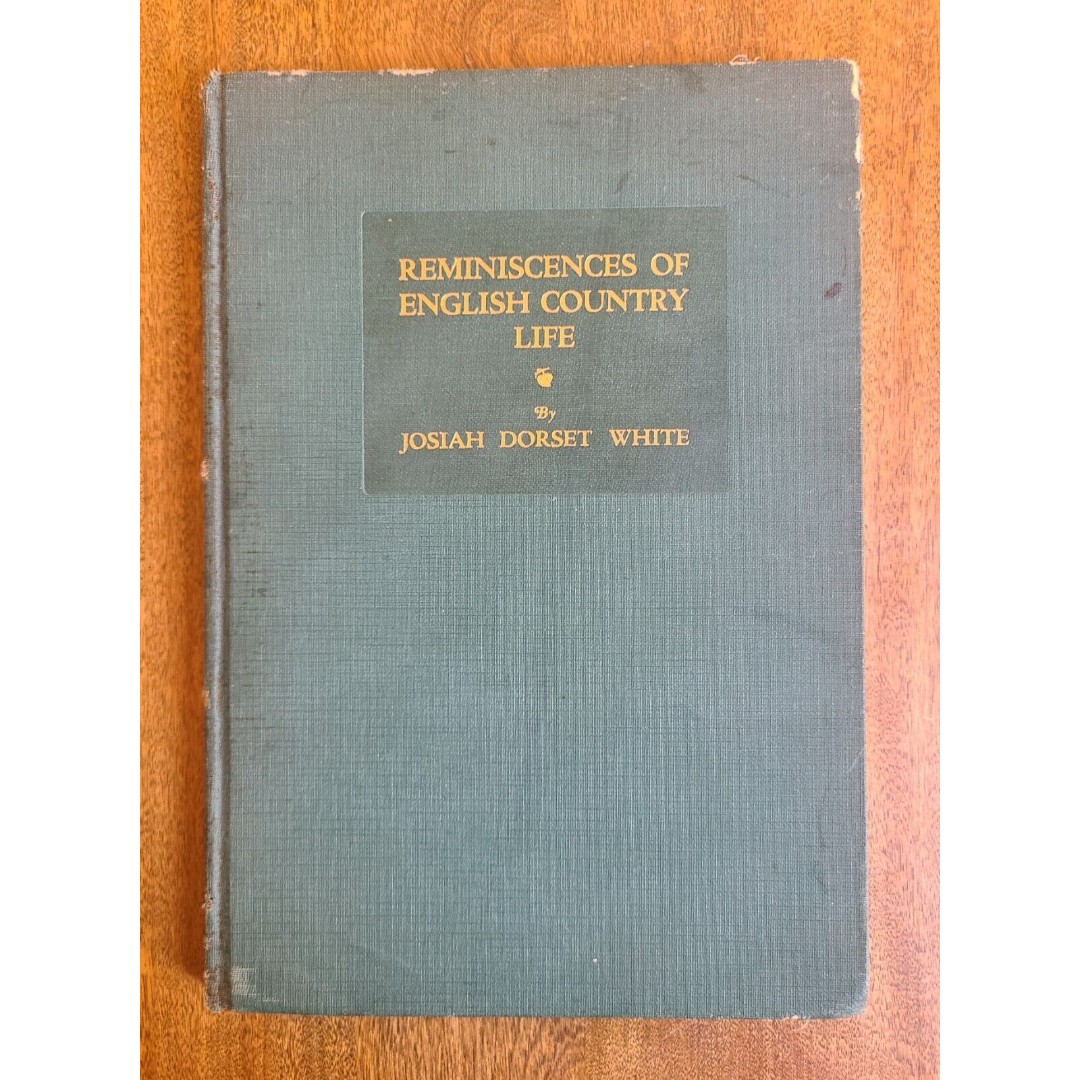 REMINISCENCES OF
ENGLISH COUNTRY
LIFE
By
JOSIAH DORSET WHITE